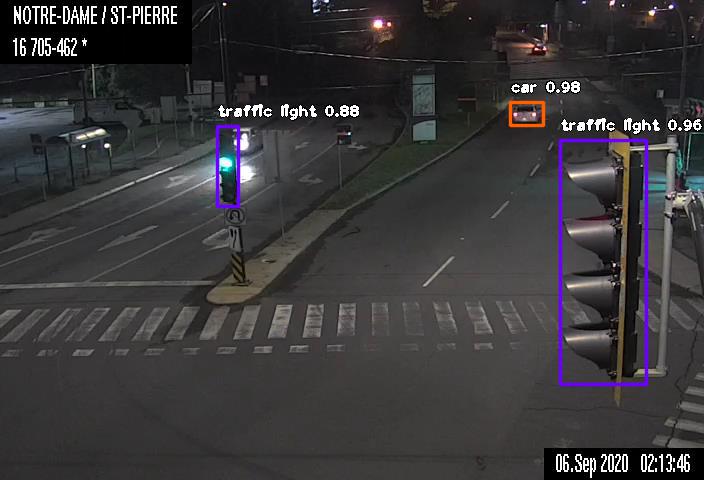 NOTRE-DAME / ST-PIERRE
16 705-462 *
car 0.98
traffic light 0.88
traffic light 0.96
06.Sep 2020 02:13:46